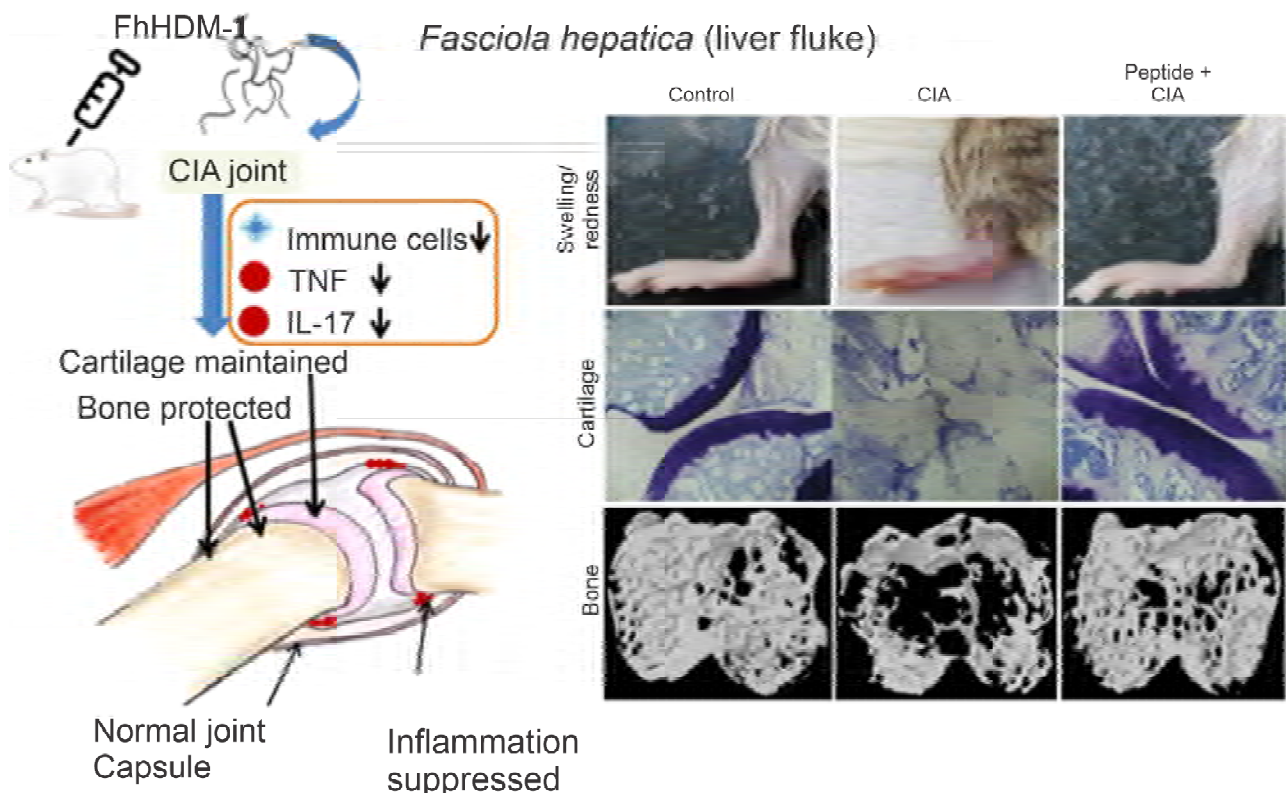 FhHDM-1
Fasciola hepatica (liver fluke)
CIA joint
Immune cells
TNF
IL-17
Cartilage maintained
Bone protected
Normal joint
Capsule
Inflammation
suppressed
Control
CIA
Peptide +
CIA
Swelling/
redness
Cartilage
Bone